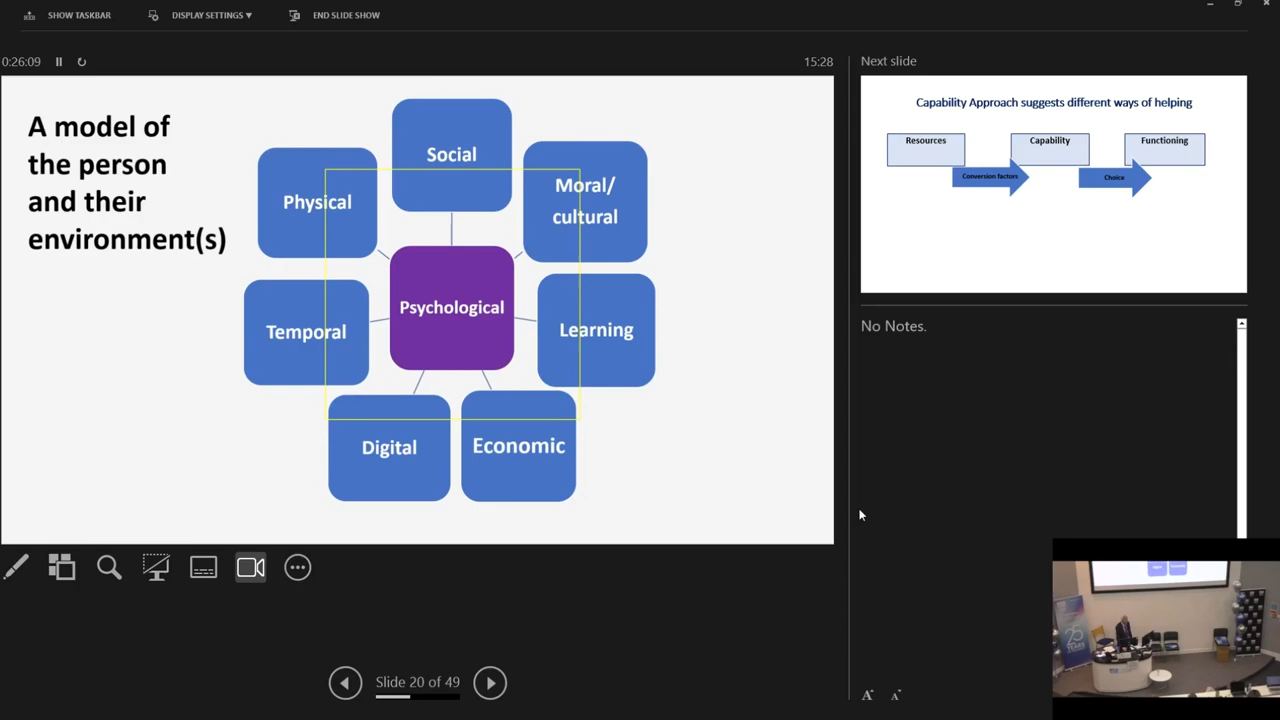 SHOW TASKBAR
DISPLAY SETTINGS ▼
END SLIDE SHOW
0:26:09
15:28
A model of
the person
and their
environment(s)
Social
Physical
Moral/
cultural
Psychological
Temporal
Learning
Digital
Economic
Next slide
Capability Approach suggests different ways of helping
Resources
Capability
Functioning
Conversion factors
Choice
No Notes.
Slide 20 of 49
A
A
25
YEARS